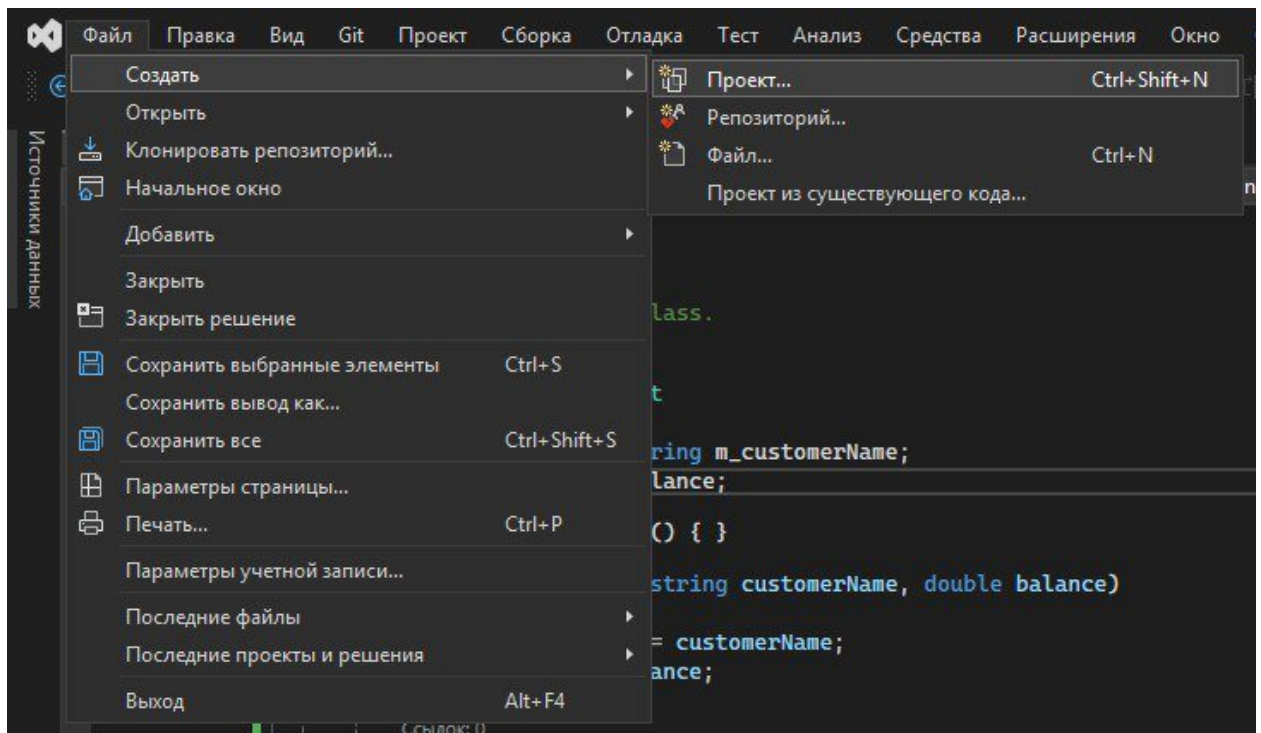 Файл Правка Вид Git Проект Сборка Отладка Тест Анализ Средства Расширения Окно
Создать
Открыть
Клонировать репозиторий...
Начальное окно
Добавить
Закрыть
Закрыть решение
Сохранить выбранные элементы Ctrl+S
Сохранить вывод как...
Сохранить все Ctrl+Shift+S
Параметры страницы...
Печать... Ctrl+P
Параметры учетной записи...
Последние файлы
Последние проекты и решения
Выход Alt+F4
Проект... Ctrl+Shift+N
Репозиторий...
Файл... Ctrl+N
Проект из существующего кода...
Источники данных
lass.
t
ring m_customerName;
lance;
() { }
string customerName, double balance)
= customerName;
ance;